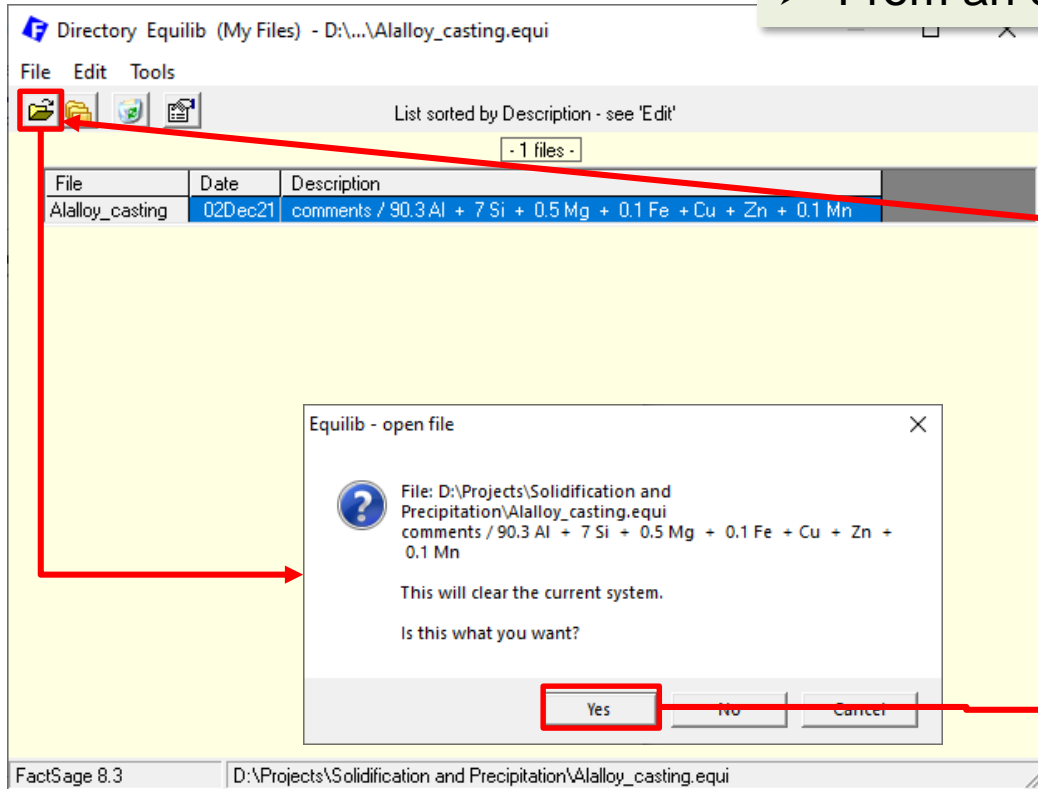 ➢ From an e
Directory Equilib (My Files) - D:\...\Alalloy_casting.equi
File Edit Tools
List sorted by Description - see 'Edit'
- 1 files -
File Date Description
Alalloy_casting 02Dec21 comments / 90.3 Al + 7 Si + 0.5 Mg + 0.1 Fe + Cu + Zn + 0.1 Mn
Equilib - open file
File: D:\Projects\Solidification and
Precipitation\Alalloy_casting.equi
comments / 90.3 Al + 7 Si + 0.5 Mg + 0.1 Fe + Cu + Zn +
0.1 Mn
This will clear the current system.
Is this what you want?
Yes No Cancel
FactSage 8.3 D:\Projects\Solidification and Precipitation\Alalloy_casting.equi